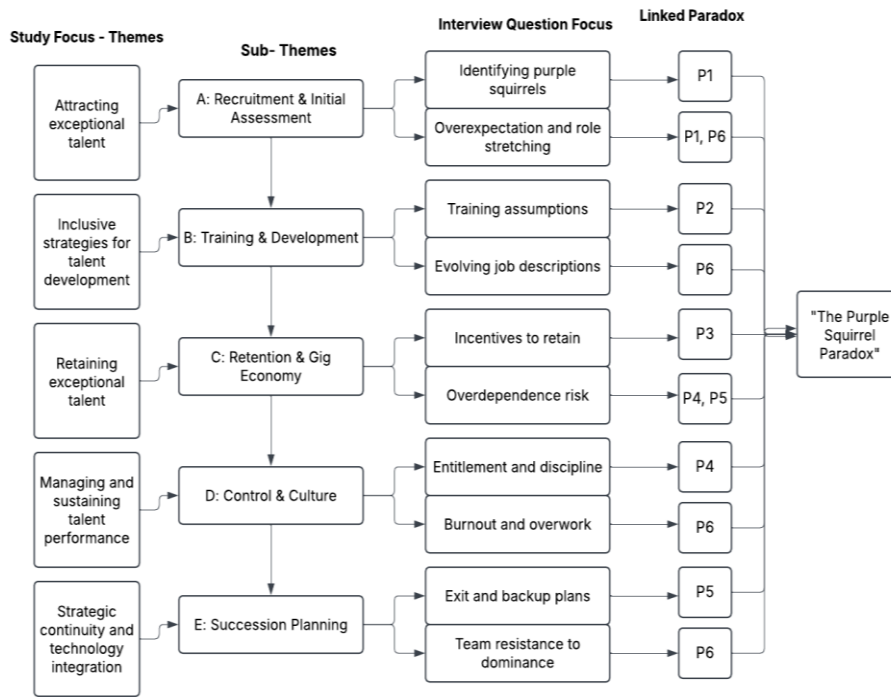 Study Focus - Themes
Sub- Themes
Interview Question Focus
Linked Paradox
Attracting
exceptional
talent
A: Recruitment & Initial
Assessment
Identifying purple
squirrels
P1
Overexpectation and role
stretching
P1, P6
Inclusive
strategies for
talent
development
B: Training & Development
Training assumptions
P2
Evolving job descriptions
P6
Retaining
exceptional
talent
C: Retention & Gig
Economy
Incentives to retain
P3
Overdependence risk
P4, P5
Managing and
sustaining
talent
performance
D: Control & Culture
Entitlement and discipline
P4
Burnout and overwork
P6
Strategic
continuity and
technology
integration
E: Succession Planning
Exit and backup plans
P5
Team resistance to
dominance
P6
"The Purple
Squirrel
Paradox"